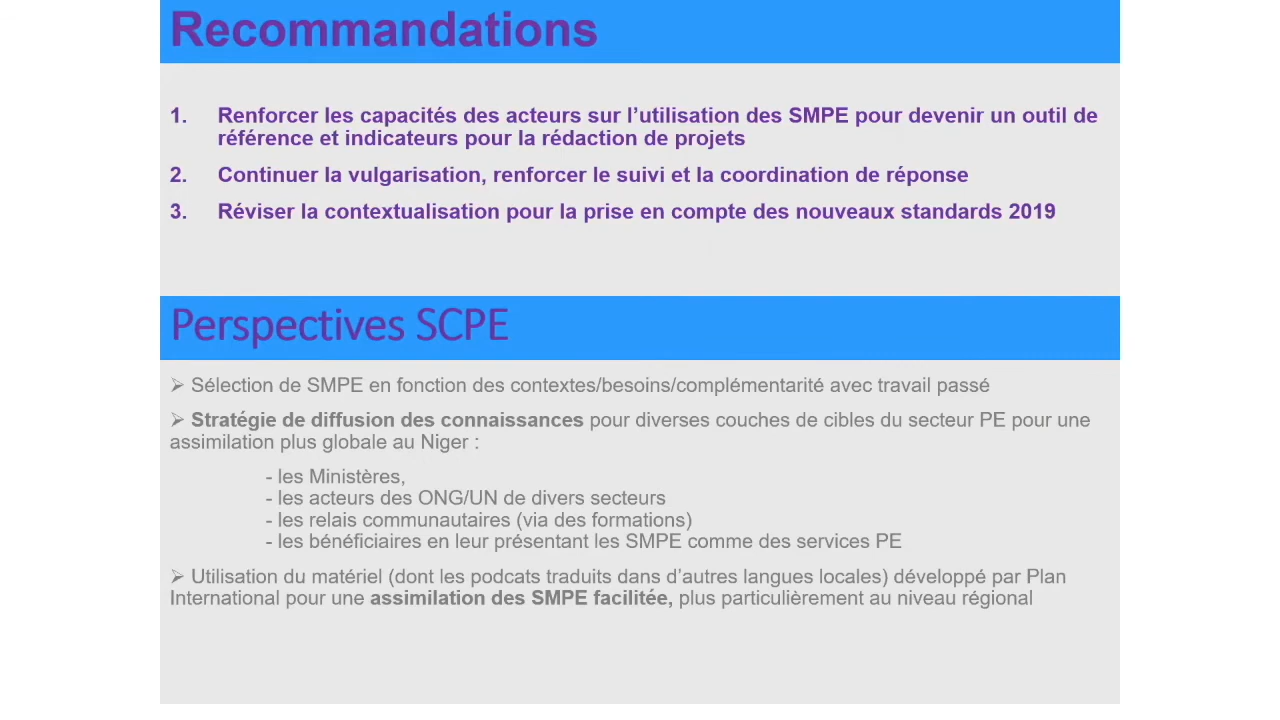 Recommandations
1. Renforcer les capacités des acteurs sur l’utilisation des SMPE pour devenir un outil de
référence et indicateurs pour la rédaction de projets
2. Continuer la vulgarisation, renforcer le suivi et la coordination de réponse
3. Réviser la contextualisation pour la prise en compte des nouveaux standards 2019
Perspectives SCPE
➢ Sélection de SMPE en fonction des contextes/besoins/complémentarité avec travail passé
➢ Stratégie de diffusion des connaissances pour diverses couches de cibles du secteur PE pour une
assimilation plus globale au Niger :
- les Ministères,
- les acteurs des ONG/UN de divers secteurs
- les relais communautaires (via des formations)
- les bénéficiaires en leur présentant les SMPE comme des services PE
➢ Utilisation du matériel (dont les podcats traduits dans d’autres langues locales) développé par Plan
International pour une assimilation des SMPE facilitée, plus particulièrement au niveau régional